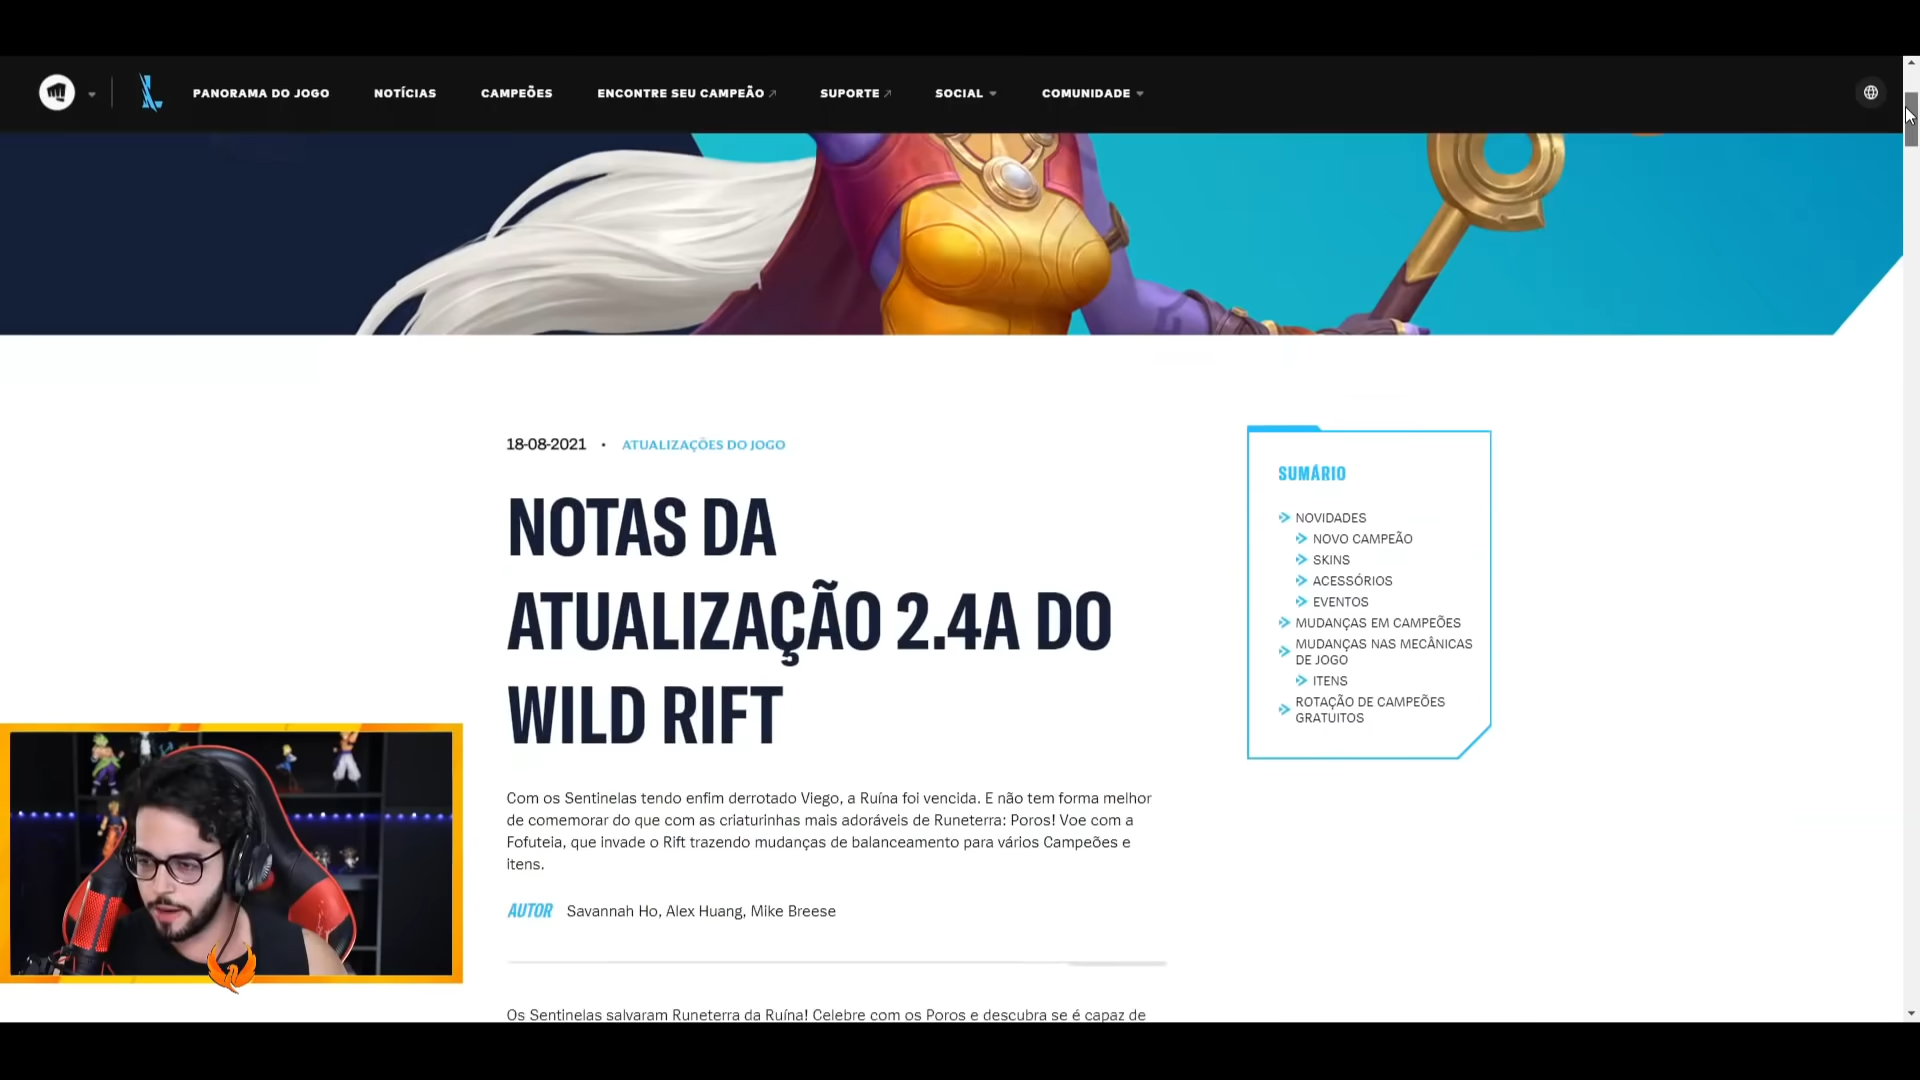 PANORAMA DO JOGO NOTÍCIAS CAMPEÕES ENCONTRE SEU CAMPEÃO SUPORTE SOCIAL COMUNIDADE
18-08-2021 • ATUALIZAÇÕES DO JOGO
NOTAS DA
ATUALIZAÇÃO 2.4A DO
WILD RIFT
Com os Sentinelas tendo enfim derrotado Viego, a Ruína foi vencida. E não tem forma melhor
de comemorar do que com as criaturinhas mais adoráveis de Runeterra: Poros! Voe com a
Fofuteia, que invade o Rift trazendo mudanças de balanceamento para vários Campeões e
itens.
AUTOR Savannah Ho, Alex Huang, Mike Breese
Os Sentinelas salvaram Runeterra da Ruína! Celebre com os Poros e descubra se é capaz de
SUMÁRIO
NOVIDADES
NOVO CAMPEÃO
SKINS
ACESSÓRIOS
EVENTOS
MUDANÇAS EM CAMPEÕES
MUDANÇAS NAS MECÂNICAS
DE JOGO
ITENS
ROTAÇÃO DE CAMPEÕES
GRATUITOS